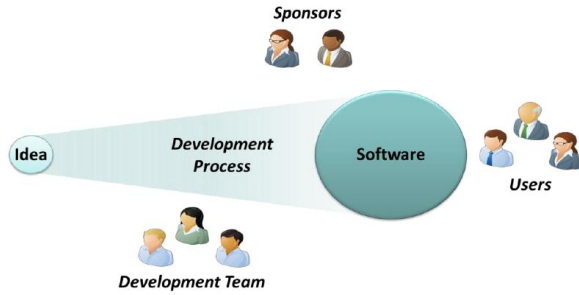 Sponsors
Idea
Development
Process
Software
Users
Development Team